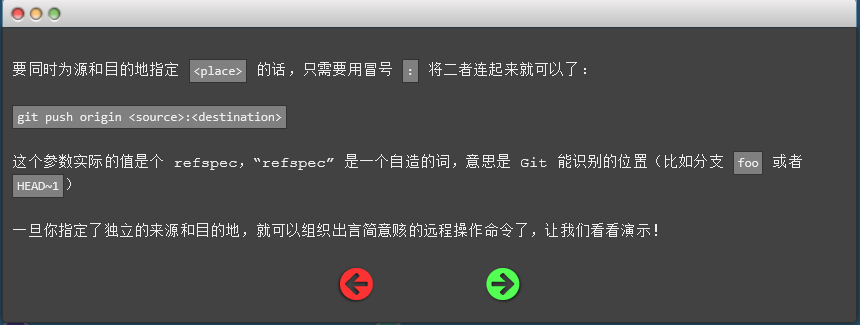 要同时为源和目的地指定 <place> 的话，只需要用冒号 : 将二者连起来就可以了：
git push origin <source>:<destination>
这个参数实际的值是个 refspec，“refspec” 是一个自造的词，意思是 Git 能识别的位置（比如分支 foo 或者
HEAD~1）
一旦你指定了独立的来源和目的地，就可以组织出言简意赅的远程操作命令了，让我们看看演示！